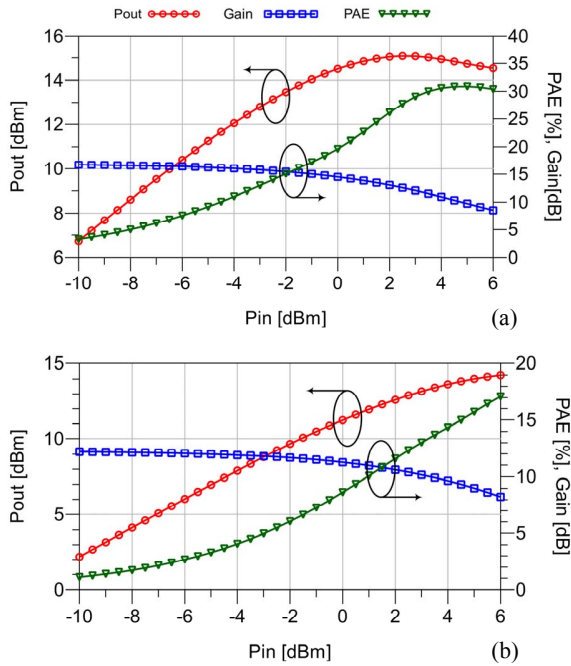 Pout Gain PAE
16
14
12
10
8
6
40
35
30
25
20
15
10
5
0
-10 -8 -6 -4 -2 0 2 4 6
Pout [dBm]
PAE [%], Gain[dB]
Pin [dBm]
(a)
15
10
5
0
20
15
10
5
0
-10 -8 -6 -4 -2 0 2 4 6
Pout [dBm]
PAE [%], Gain [dB]
Pin [dBm]
(b)